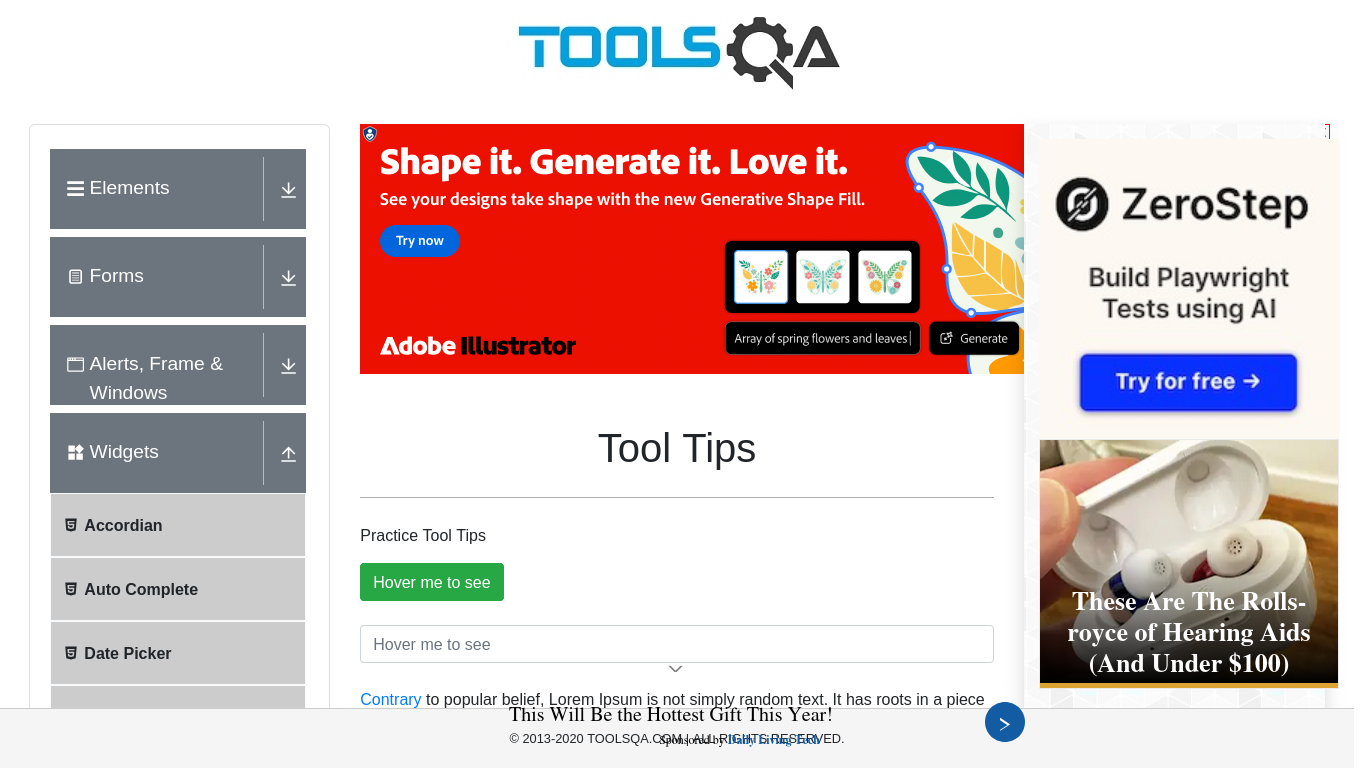 TOOLSQA
Elements
Forms
Alerts, Frame &
Windows
Widgets
Accordian
Auto Complete
Date Picker
Shape it. Generate it. Love it.
See your designs take shape with the new Generative Shape Fill.
Try now
Array of spring flowers and leaves
Generate
Adobe Illustrator
Tool Tips
Practice Tool Tips
Hover me to see
Hover me to see
Contrary to popular belief, Lorem Ipsum is not simply random text. It has roots in a piece
ZeroStep
Build Playwright
Tests using AI
Try for free →
These Are The Rolls-
royce of Hearing Aids
(And Under $100)
This Will Be the Hottest Gift This Year!
© 2013-2020 TOOLSQA.COM | ALL RIGHTS RESERVED.
Sponsored by Daily Living Tech